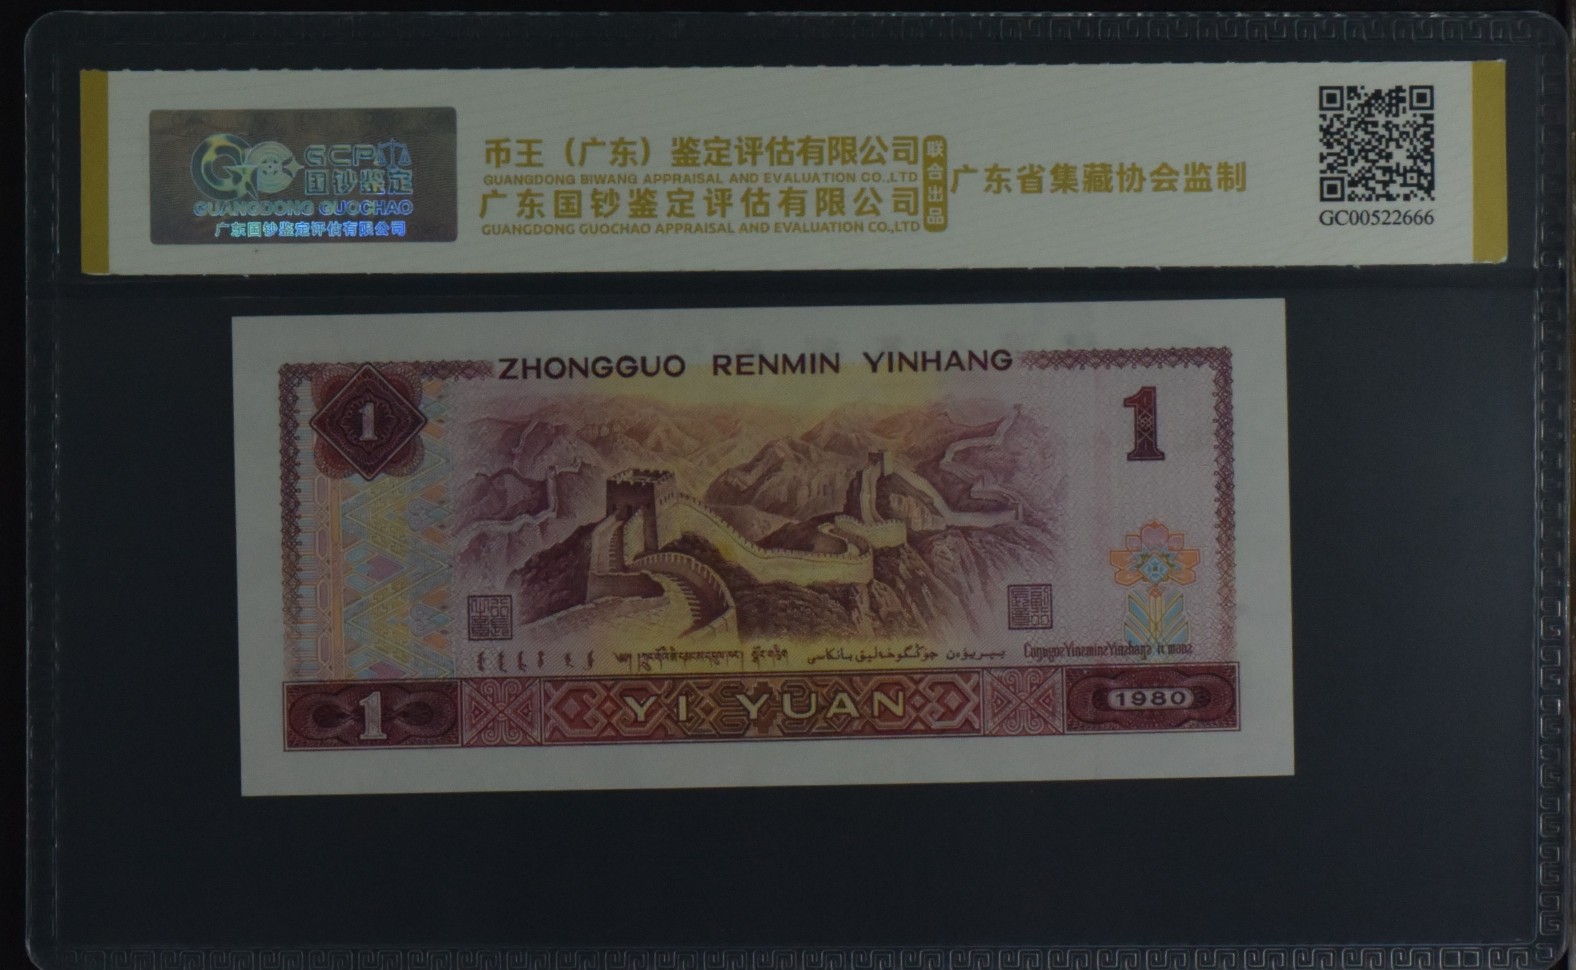 GCP
国钞鉴定
GUANGDONG GUOCHAO
广东国钞鉴定评估有限公司
币王（广东）鉴定评估有限公司
GUANGDONG BIWANG APPRAISAL AND EVALUATION CO.,LTD
广东国钞鉴定评估有限公司
GUANGDONG GUOCHAO APPRAISAL AND EVALUATION CO.,LTD
联合出品
广东省集藏协会监制
GC00522666
ZHONGGUO RENMIN YINHANG
1
1
1
YI YUAN
1980